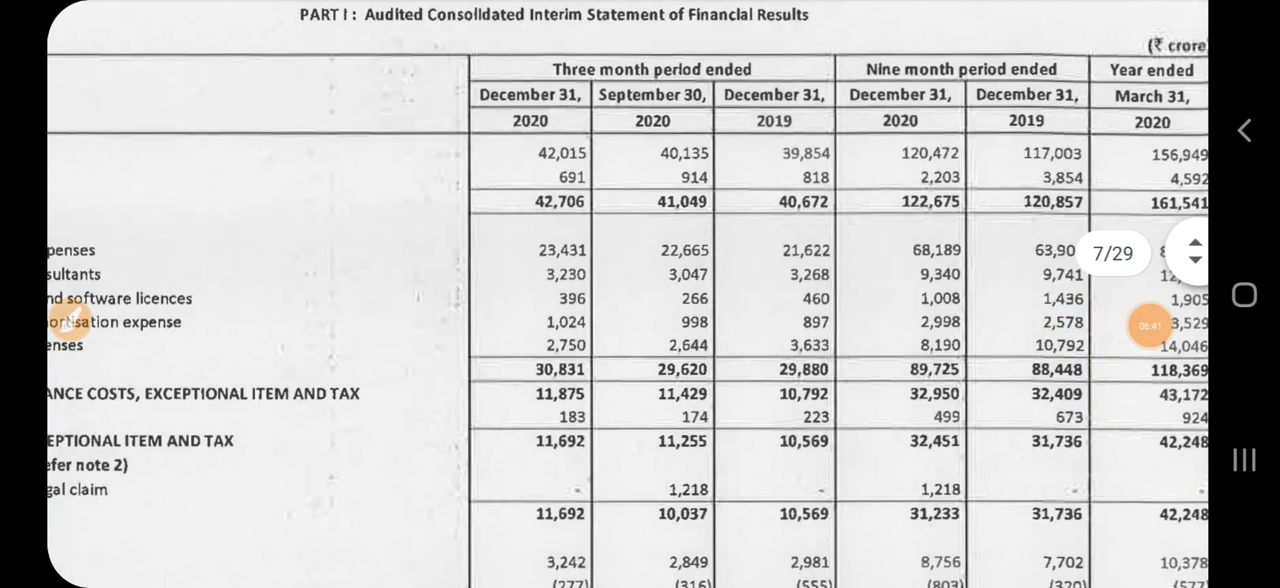 PART I : Audited Consolidated Interim Statement of Financial Results
(₹ crore
Three month period ended Nine month period ended Year ended
December 31, September 30, December 31, December 31, December 31, March 31,
2020 2020 2019 2020 2019 2020
42,015 40,135 39,854 120,472 117,003 156,949
691 914 818 2,203 3,854 4,592
42,706 41,049 40,672 122,675 120,857 161,541
penses 23,431 22,665 21,622 68,189 63,90 8
7/29
sultants 3,230 3,047 3,268 9,340 9,741 12,
nd software licences 396 266 460 1,008 1,436 1,905
ortisation expense 1,024 998 897 2,998 2,578 3,529
06:41
enses 2,750 2,644 3,633 8,190 10,792 14,046
30,831 29,620 29,880 89,725 88,448 118,369
ANCE COSTS, EXCEPTIONAL ITEM AND TAX 11,875 11,429 10,792 32,950 32,409 43,172
183 174 223 499 673 924
EPTIONAL ITEM AND TAX 11,692 11,255 10,569 32,451 31,736 42,248
efer note 2)
gal claim - 1,218 - 1,218 - -
11,692 10,037 10,569 31,233 31,736 42,248
3,242 2,849 2,981 8,756 7,702 10,378
(277) (316) (555) (803) (320) (577)